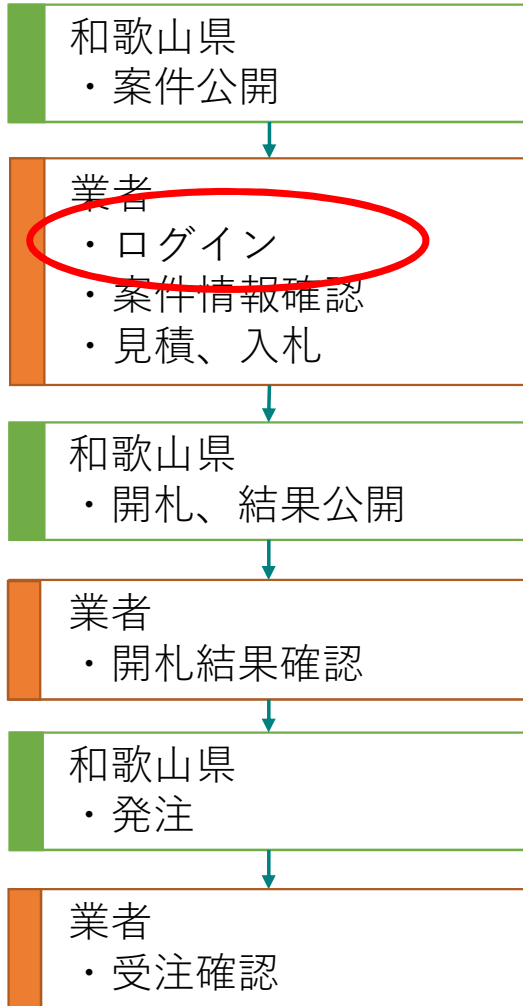 和歌山県
・案件公開
業者
・ログイン
・案件情報確認
・見積、入札
和歌山県
・開札、結果公開
業者
・開札結果確認
和歌山県
・発注
業者
・受注確認